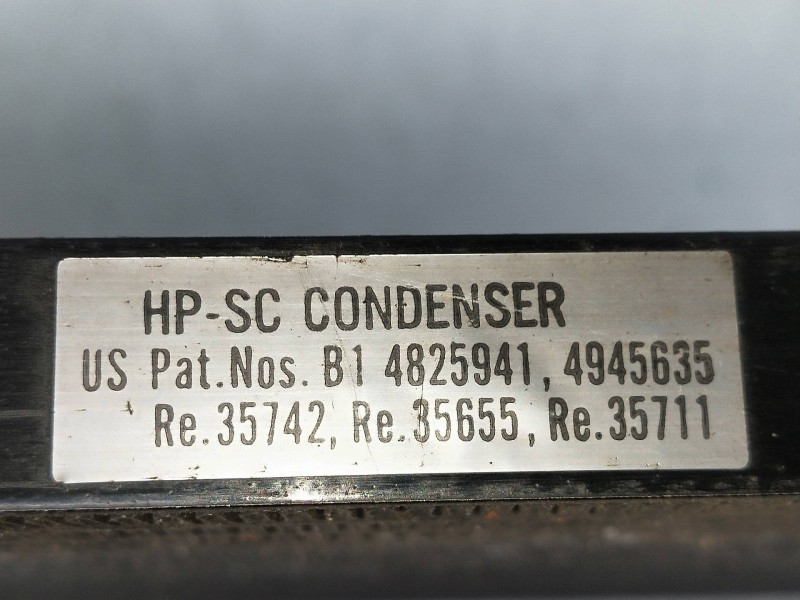 HP-SC CONDENSER
US Pat.Nos. B1 4825941, 4945635
Re.35742, Re.35655, Re.35711